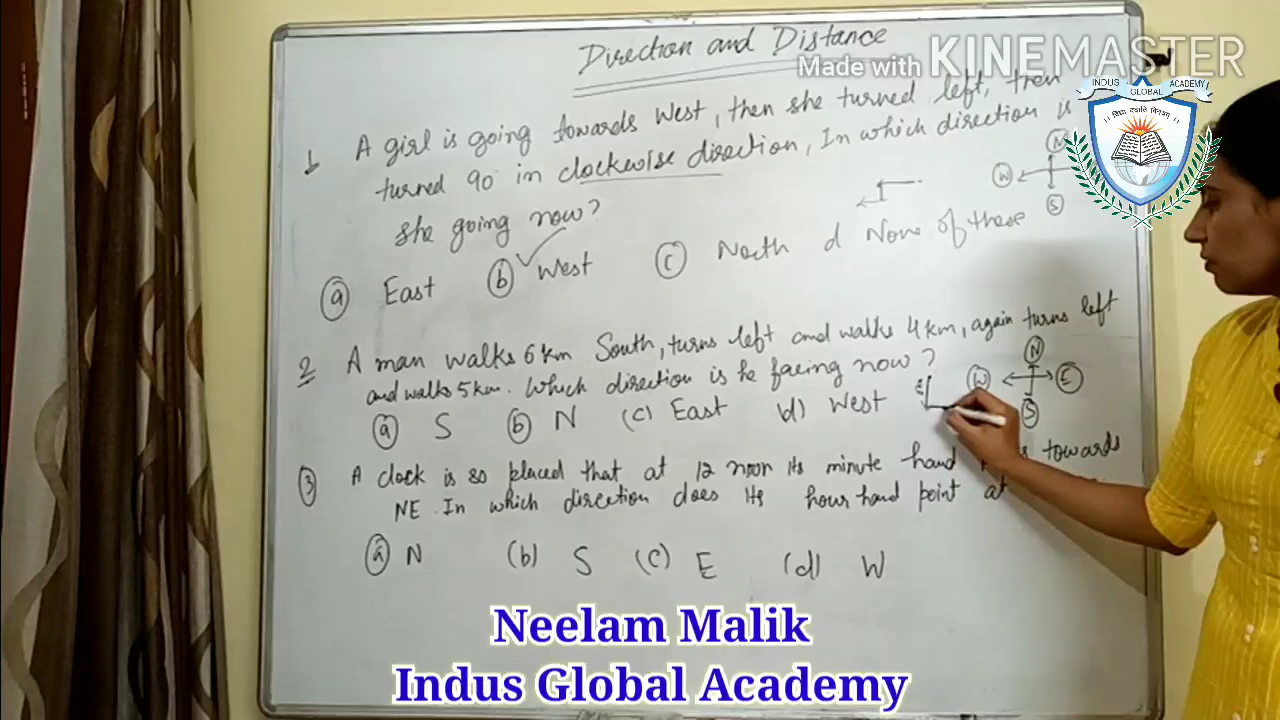 Direction and Distance
Made with KINEMASTER
INDUS GLOBAL ACADEMY
1 A girl is going towards West, then she turned left, then
turned 90° in clockwise direction, In which direction is
she going now?
N
W
S
(a) East (b) West (c) North d None of these
2 A man walks 6 km South, turns left and walks 4 km, again turns left
and walks 5 km. Which direction is he facing now?
(a) S (b) N (c) East (d) West
N
W E
S
(3) A clock is so placed that at 12 noon its minute hand towards
NE. In which direction does its hour hand point at
(a) N (b) S (c) E (d) W
Neelam Malik
Indus Global Academy